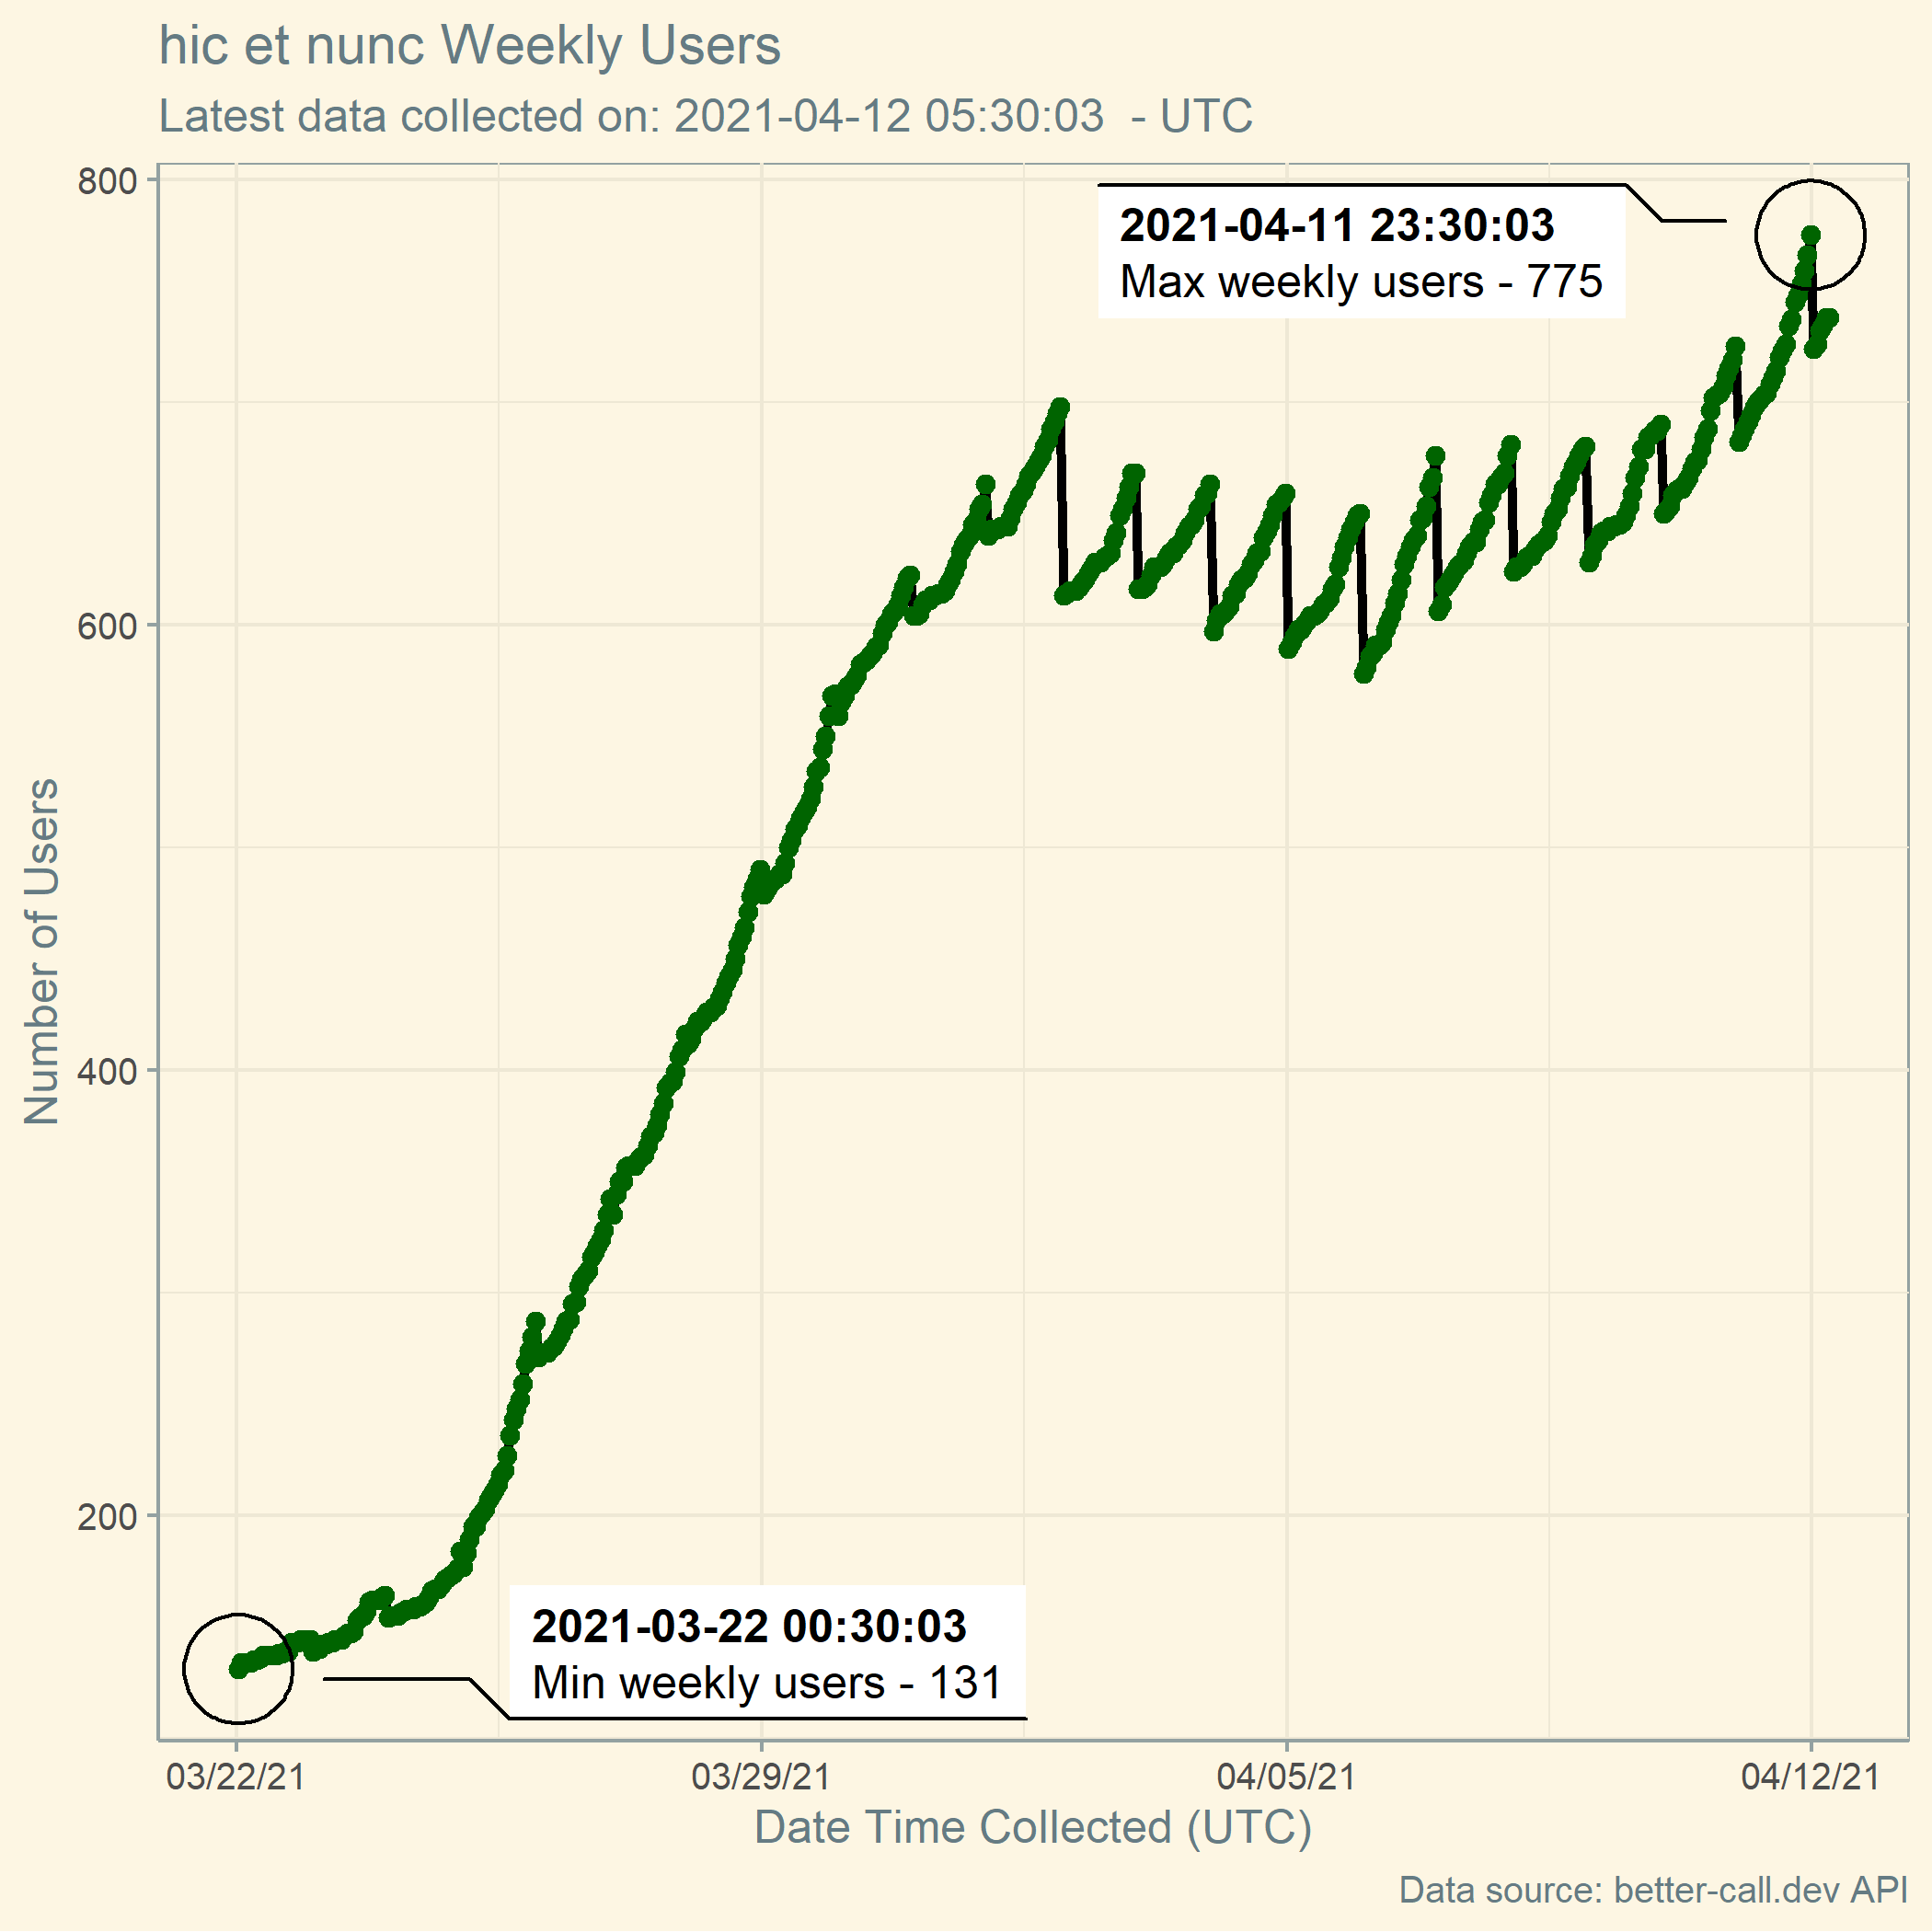 hic et nunc Weekly Users
Latest data collected on: 2021-04-12 05:30:03  - UTC
800
600
400
200
Number of Users
2021-04-11 23:30:03
Max weekly users - 775
2021-03-22 00:30:03
Min weekly users - 131
03/22/21
03/29/21
04/05/21
04/12/21
Date Time Collected (UTC)
Data source: better-call.dev API